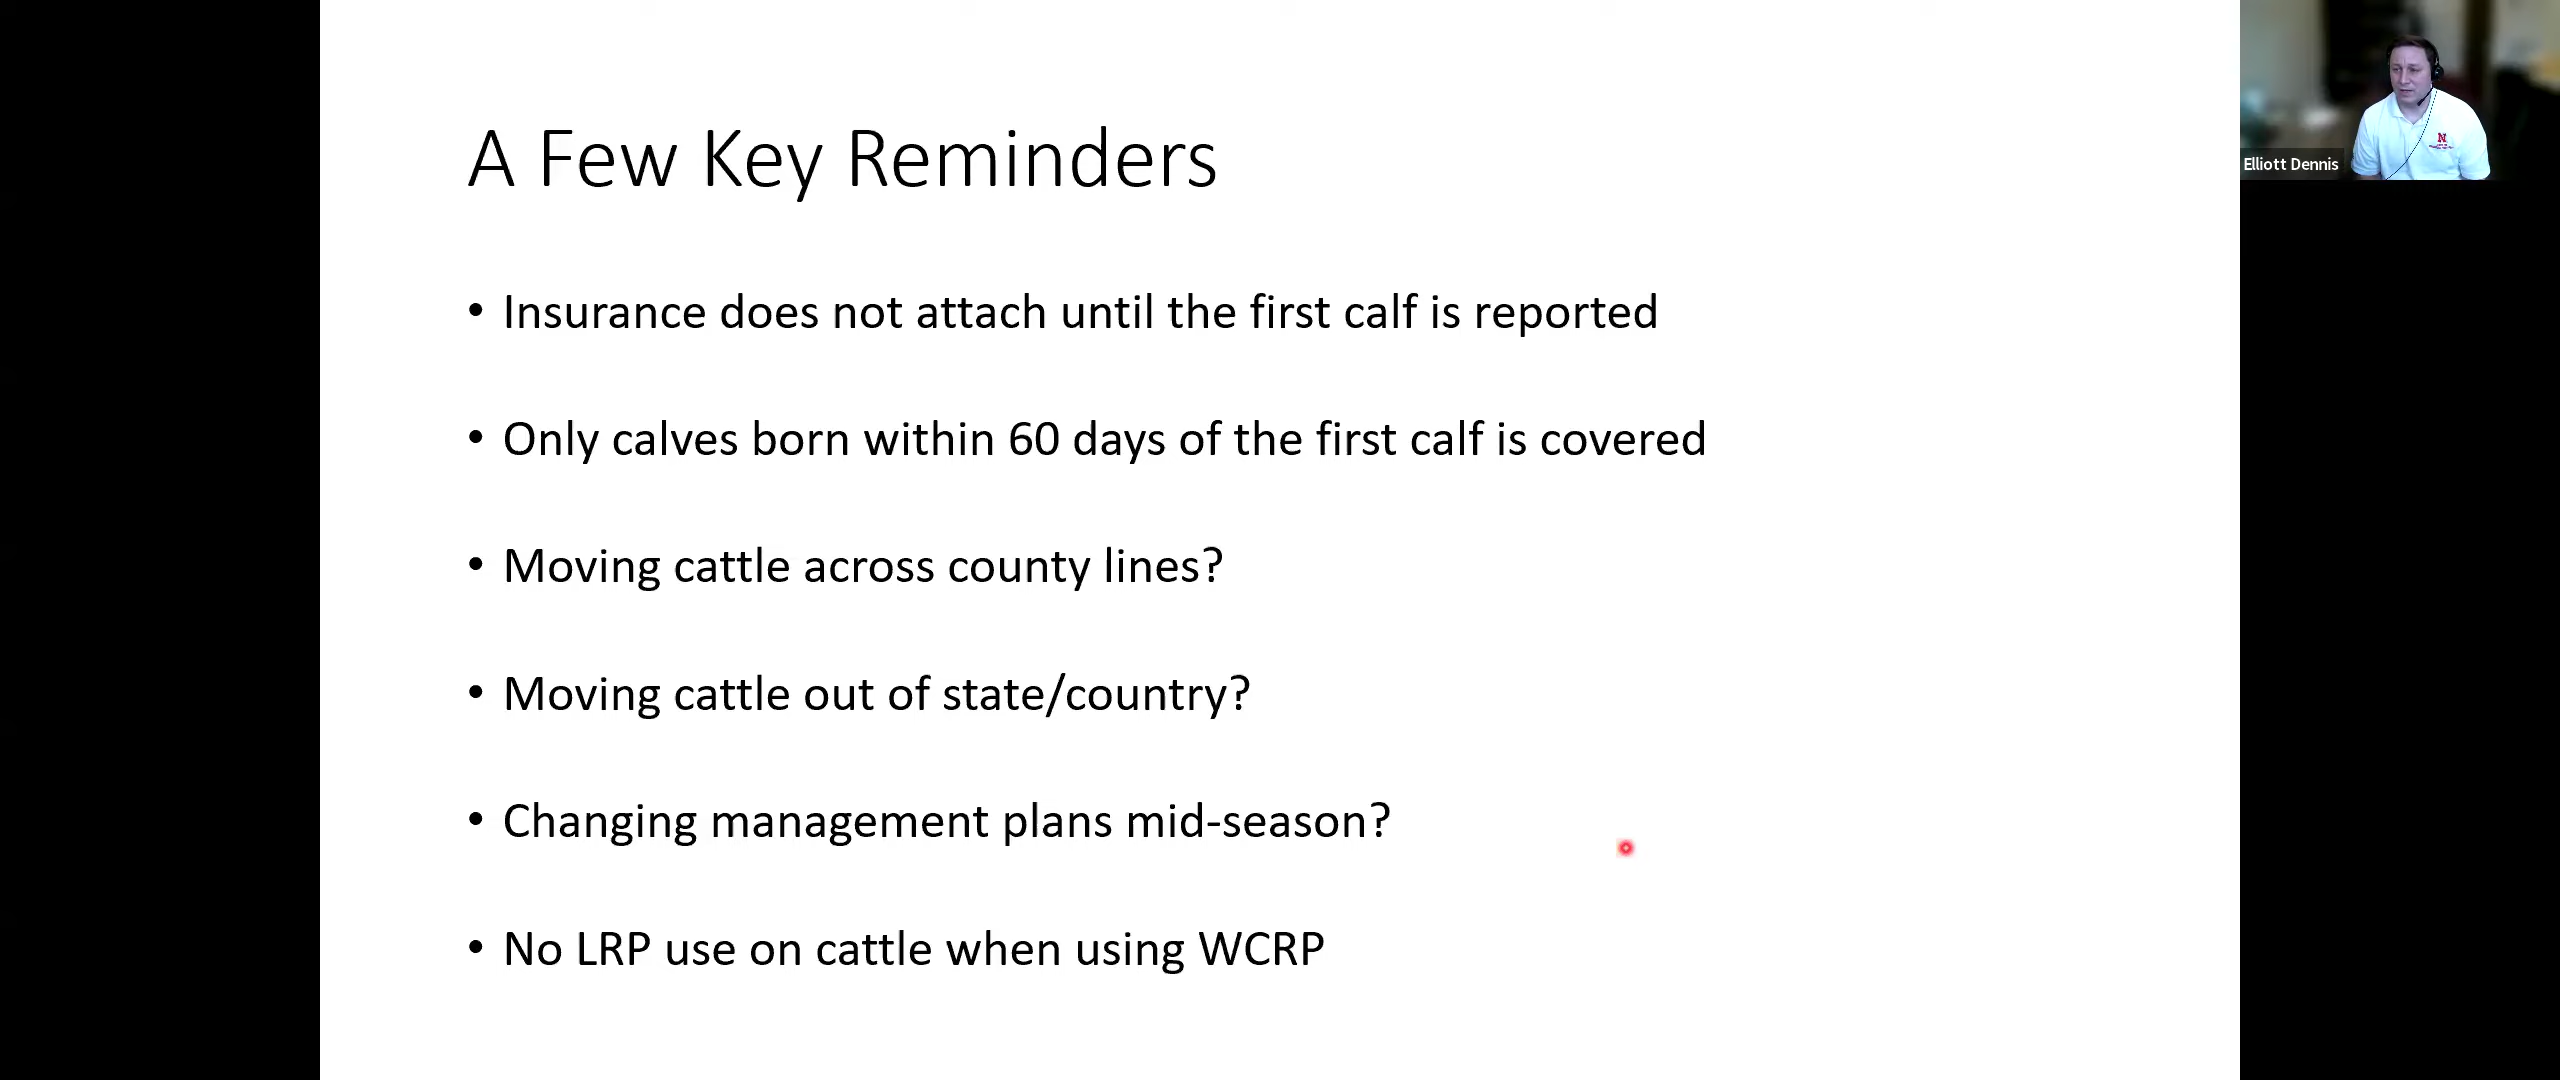 A Few Key Reminders
• Insurance does not attach until the first calf is reported
• Only calves born within 60 days of the first calf is covered
• Moving cattle across county lines?
• Moving cattle out of state/country?
• Changing management plans mid-season?
• No LRP use on cattle when using WCRP
Elliott Dennis
N